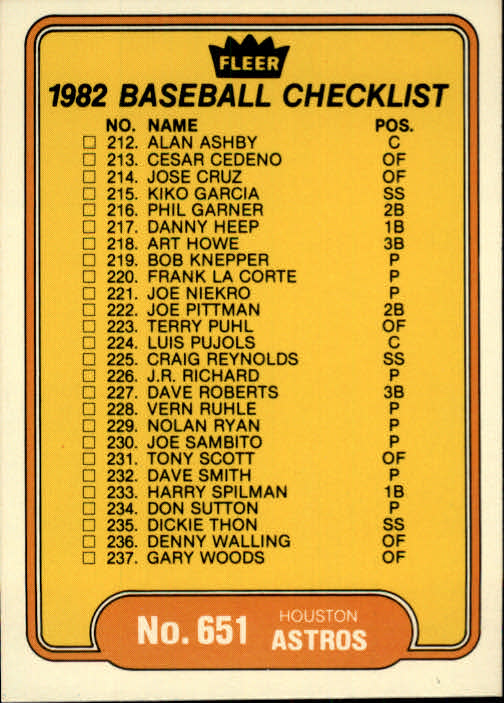 FLEER
1982 BASEBALL CHECKLIST
NO. NAME POS.
212. ALAN ASHBY C
213. CESAR CEDENO OF
214. JOSE CRUZ OF
215. KIKO GARCIA SS
216. PHIL GARNER 2B
217. DANNY HEEP 1B
218. ART HOWE 3B
219. BOB KNEPPER P
220. FRANK LA CORTE P
221. JOE NIEKRO P
222. JOE PITTMAN 2B
223. TERRY PUHL OF
224. LUIS PUJOLS C
225. CRAIG REYNOLDS SS
226. J.R. RICHARD P
227. DAVE ROBERTS 3B
228. VERN RUHLE P
229. NOLAN RYAN P
230. JOE SAMBITO P
231. TONY SCOTT OF
232. DAVE SMITH P
233. HARRY SPILMAN 1B
234. DON SUTTON P
235. DICKIE THON SS
236. DENNY WALLING OF
237. GARY WOODS OF
No. 651 HOUSTON
ASTROS